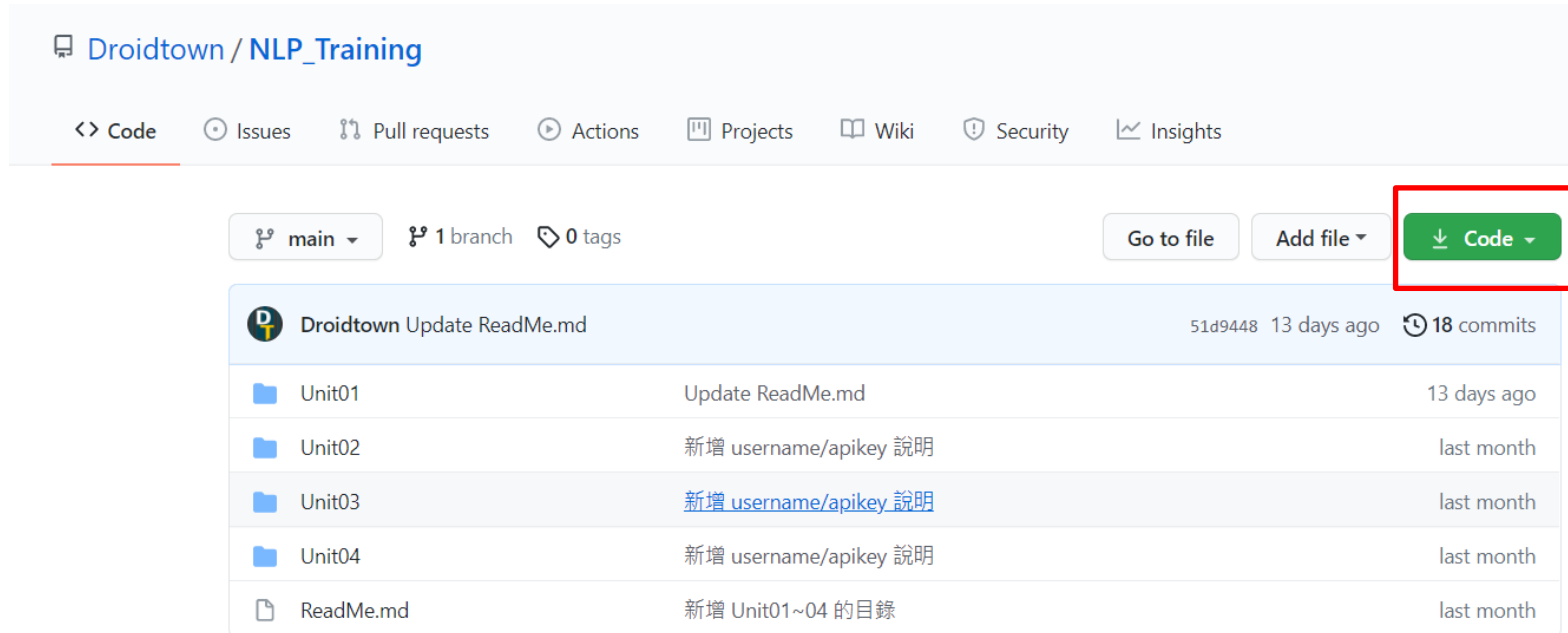 Droidtown / NLP_Training
Code Issues Pull requests Actions Projects Wiki Security Insights
main 1 branch 0 tags Go to file Add file Code
Droidtown Update ReadMe.md 51d9448 13 days ago 18 commits
Unit01 Update ReadMe.md 13 days ago
Unit02 新增 username/apikey 說明 last month
Unit03 新增 username/apikey 說明 last month
Unit04 新增 username/apikey 說明 last month
ReadMe.md 新增 Unit01~04 的目錄 last month